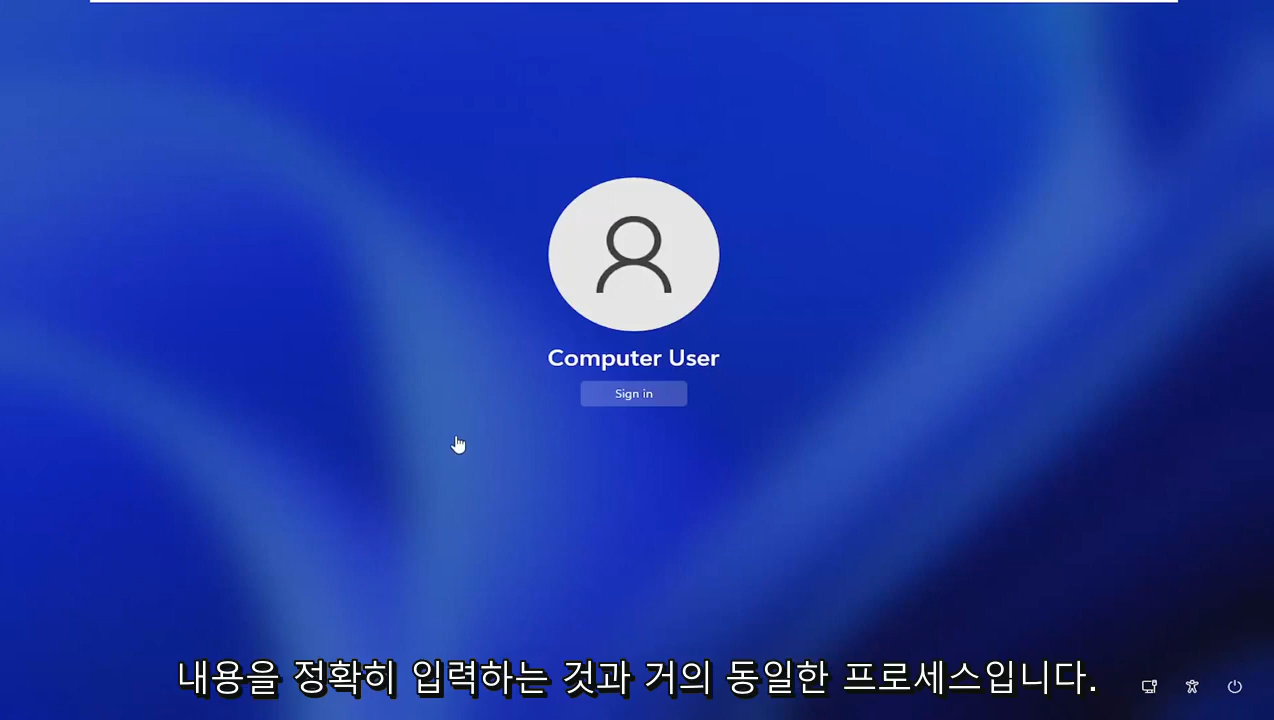 Computer User
Sign in
내용을 정확히 입력하는 것과 거의 동일한 프로세스입니다.